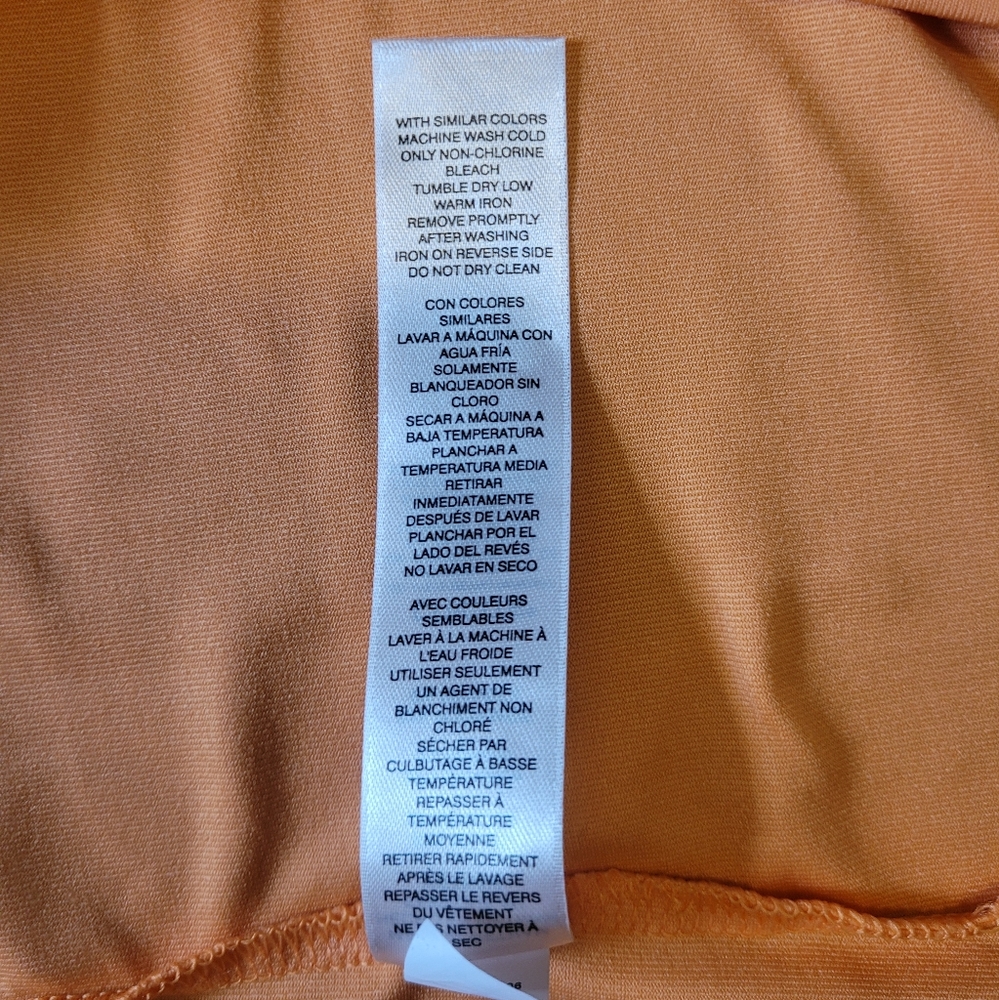 WITH SIMILAR COLORS
MACHINE WASH COLD
ONLY NON-CHLORINE
BLEACH
TUMBLE DRY LOW
WARM IRON
REMOVE PROMPTLY
AFTER WASHING
IRON ON REVERSE SIDE
DO NOT DRY CLEAN
CON COLORES
SIMILARES
LAVAR A MÁQUINA CON
AGUA FRÍA
SOLAMENTE
BLANQUEADOR SIN
CLORO
SECAR A MÁQUINA A
BAJA TEMPERATURA
PLANCHAR A
TEMPERATURA MEDIA
RETIRAR
INMEDIATAMENTE
DESPUÉS DE LAVAR
PLANCHAR POR EL
LADO DEL REVÉS
NO LAVAR EN SECO
AVEC COULEURS
SEMBLABLES
LAVER À LA MACHINE À
L'EAU FROIDE
UTILISER SEULEMENT
UN AGENT DE
BLANCHIMENT NON
CHLORÉ
SÉCHER PAR
CULBUTAGE À BASSE
TEMPÉRATURE
REPASSER À
TEMPÉRATURE
MOYENNE
RETIRER RAPIDEMENT
APRÈS LE LAVAGE
REPASSER LE REVERS
DU VÊTEMENT
NE NETTOYER À
SEC